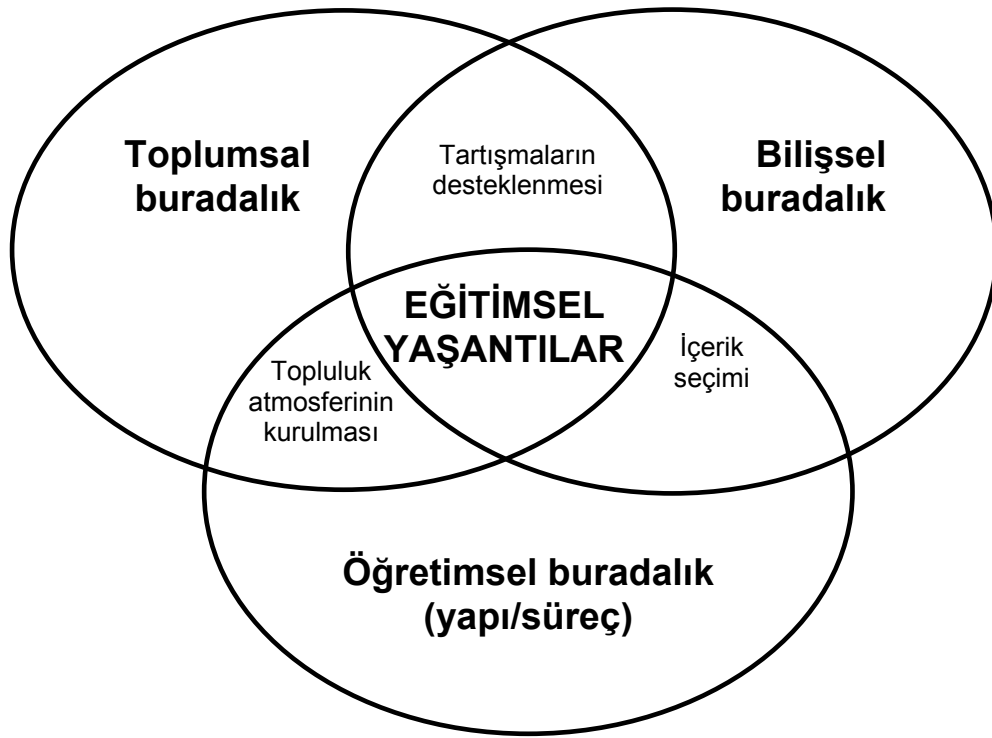 Toplumsal
buradalık
Tartışmaların
desteklenmesi
Bilişsel
buradalık
EĞİTİMSEL
YAŞANTILAR
Topluluk
atmosferinin
kurulması
İçerik
seçimi
Öğretimsel buradalık
(yapı/süreç)